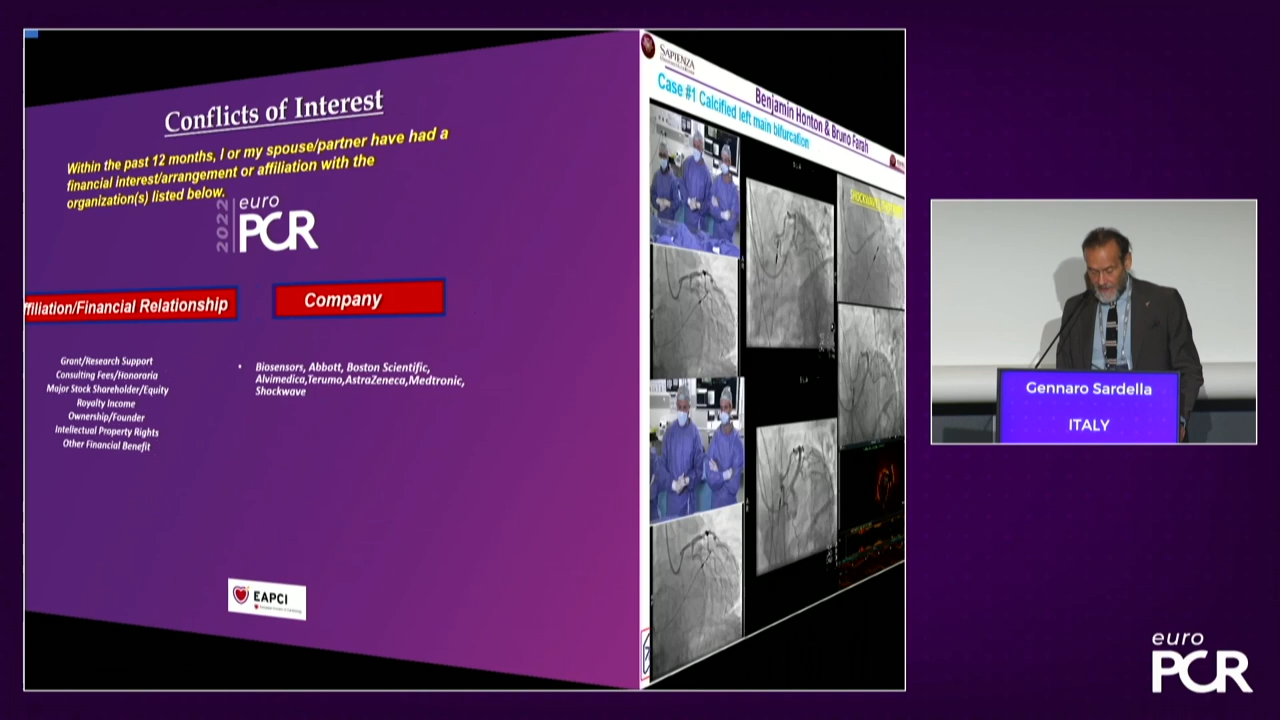 Conflicts of Interest
Within the past 12 months, I or my spouse/partner have had a
financial interest/arrangement or affiliation with the
organization(s) listed below.
2022
euro
PCR
ffiliation/Financial Relationship
Company
Grant/Research Support
Consulting Fees/Honoraria
Major Stock Shareholder/Equity
Royalty Income
Ownership/Founder
Intellectual Property Rights
Other Financial Benefit
• Biosensors, Abbott, Boston Scientific,
Alvimedica,Terumo,AstraZeneca,Medtronic,
Shockwave
EAPCI
SAPIENZA
Benjamin Honton & Bruno Farah
Case #1 Calcified left main bifurcation
Gennaro Sardella
ITALY
euro
PCR